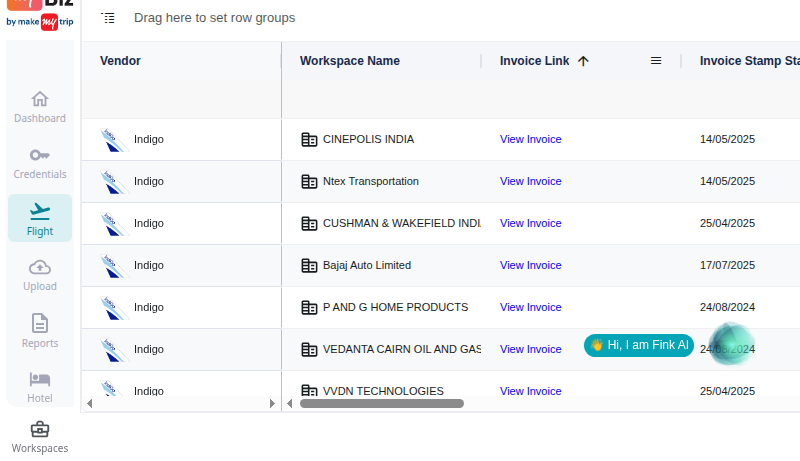 my Biz
by make my trip
Drag here to set row groups
Vendor Workspace Name Invoice Link Invoice Stamp Sta
Indigo CINEPOLIS INDIA View Invoice 14/05/2025
Indigo Ntex Transportation View Invoice 14/05/2025
Indigo CUSHMAN & WAKEFIELD INDI View Invoice 25/04/2025
Indigo Bajaj Auto Limited View Invoice 17/07/2025
Indigo P AND G HOME PRODUCTS View Invoice 24/08/2024
Indigo VEDANTA CAIRN OIL AND GAS View Invoice 24/08/2024
Indigo VVDN TECHNOLOGIES View Invoice 25/04/2025
👋 Hi, I am Fink AI
Dashboard
Credentials
Flight
Upload
Reports
Hotel
Workspaces